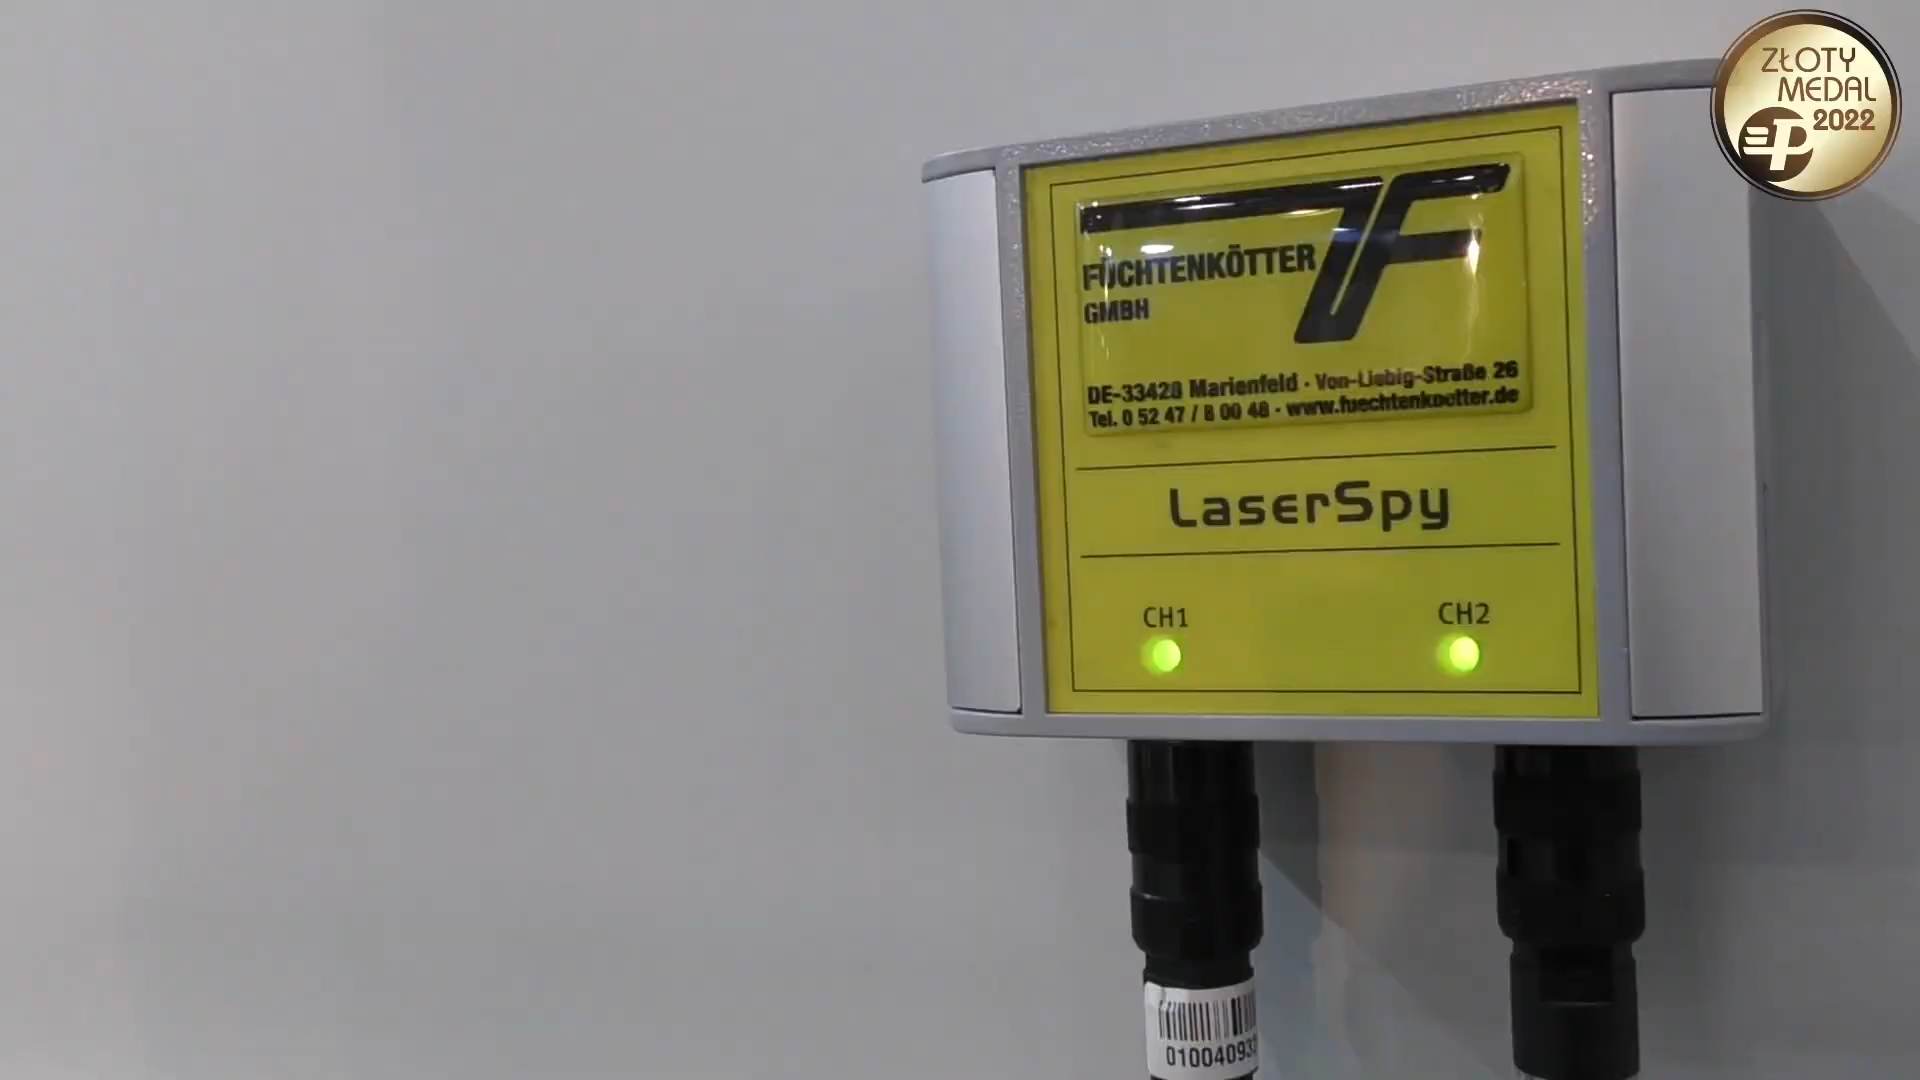 ZŁOTY
MEDAL
2022
FÜCHTENKÖTTER
GMBH
DE-33428 Marienfeld · Von-Liebig-Straße 26
Tel. 0 52 47 / 8 00 48 · www.fuechtenkoetter.de
LaserSpy
CH1 CH2
01004093